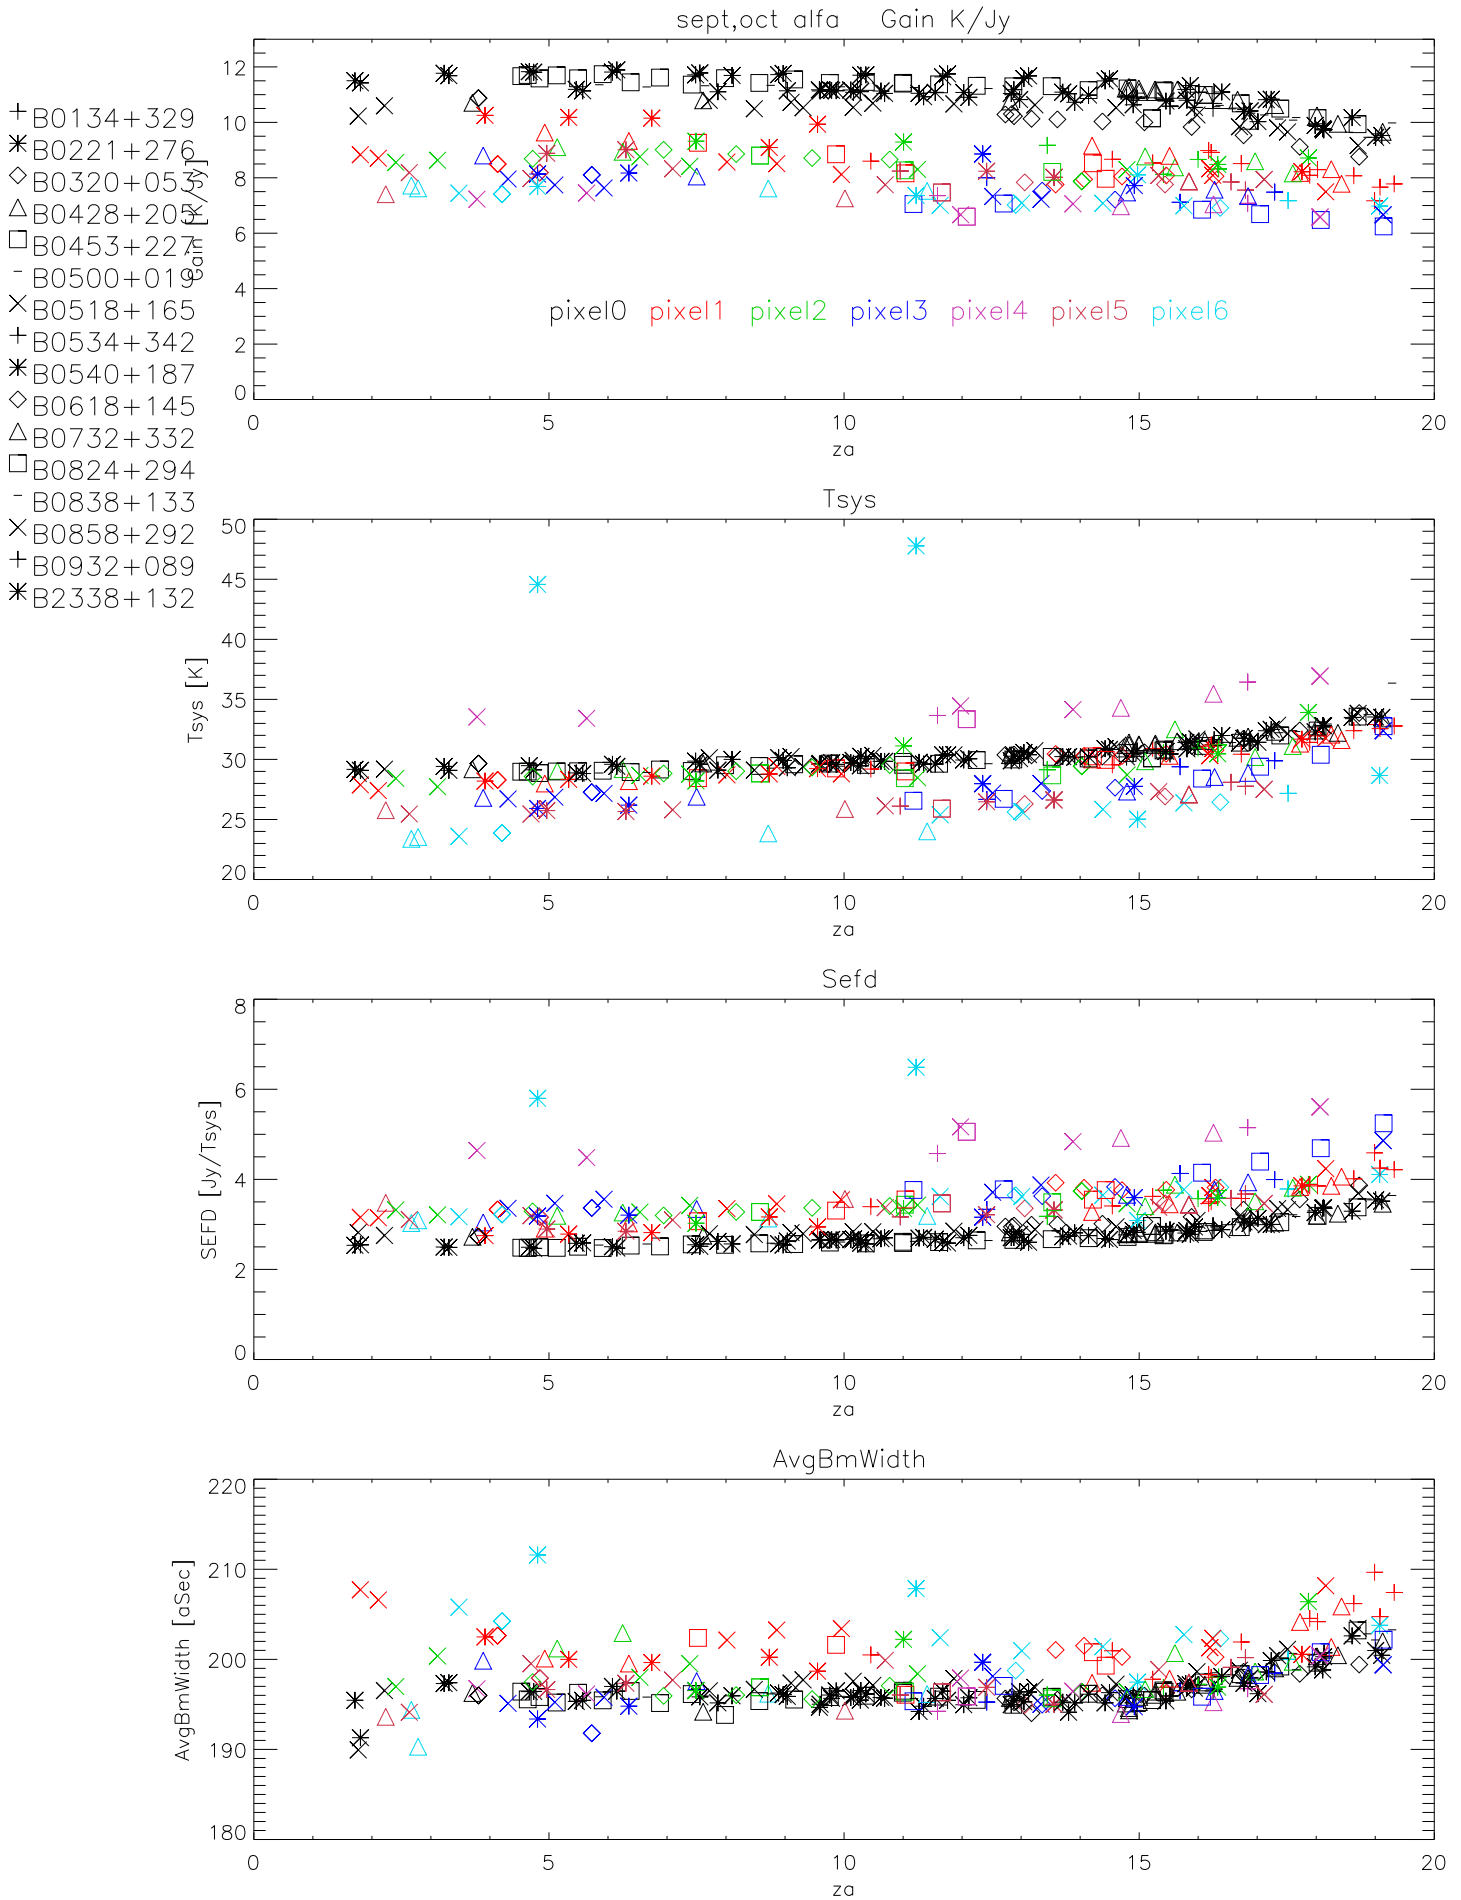 sept,oct alfa Gain K/Jy
12
10
8
6
4
2
0
Gain [K/Jy]
+ B0134+329
B0221+276
B0320+053
B0428+205
B0453+227
- B0500+019
B0518+165
+ B0534+342
B0540+187
B0618+145
B0732+332
B0824+294
- B0838+133
B0858+292
+ B0932+089
B2338+132
pixel0 pixel1 pixel2 pixel3 pixel4 pixel5 pixel6
0 5 10 15 20
za
Tsys
50
45
40
35
30
25
20
Tsys [K]
0 5 10 15 20
za
Sefd
8
6
4
2
0
SEFD [Jy/Tsys]
0 5 10 15 20
za
AvgBmWidth
220
210
200
190
180
AvgBmWidth [aSec]
0 5 10 15 20
za